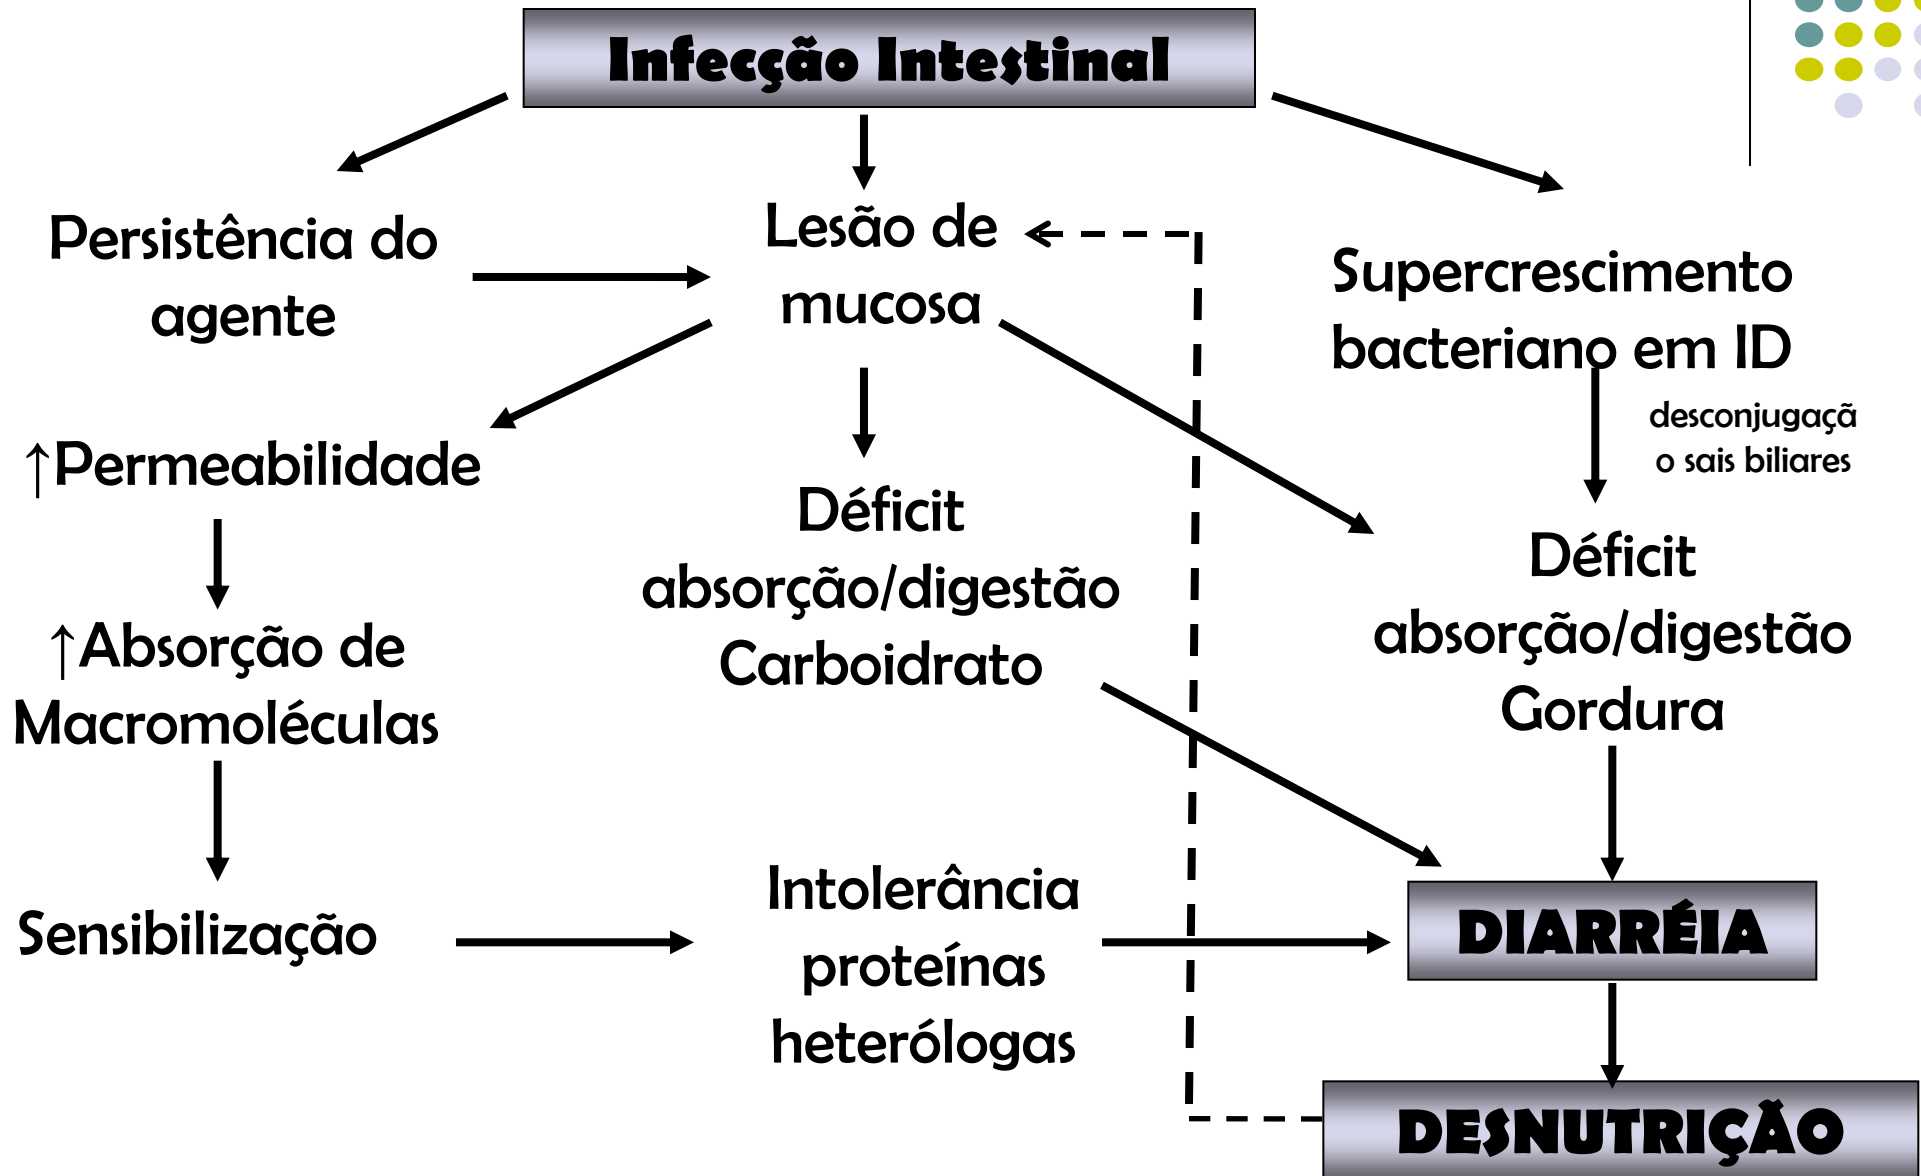 Infecção Intestinal
Persistência do
agente
Lesão de
mucosa
Supercrescimento
bacteriano em ID
desconjugaçã
o sais biliares
↑Permeabilidade
Déficit
absorção/digestão
Carboidrato
Déficit
absorção/digestão
Gordura
↑Absorção de
Macromoléculas
Sensibilização
Intolerância
proteínas
heterólogas
DIARRÉIA
DESNUTRIÇÃO